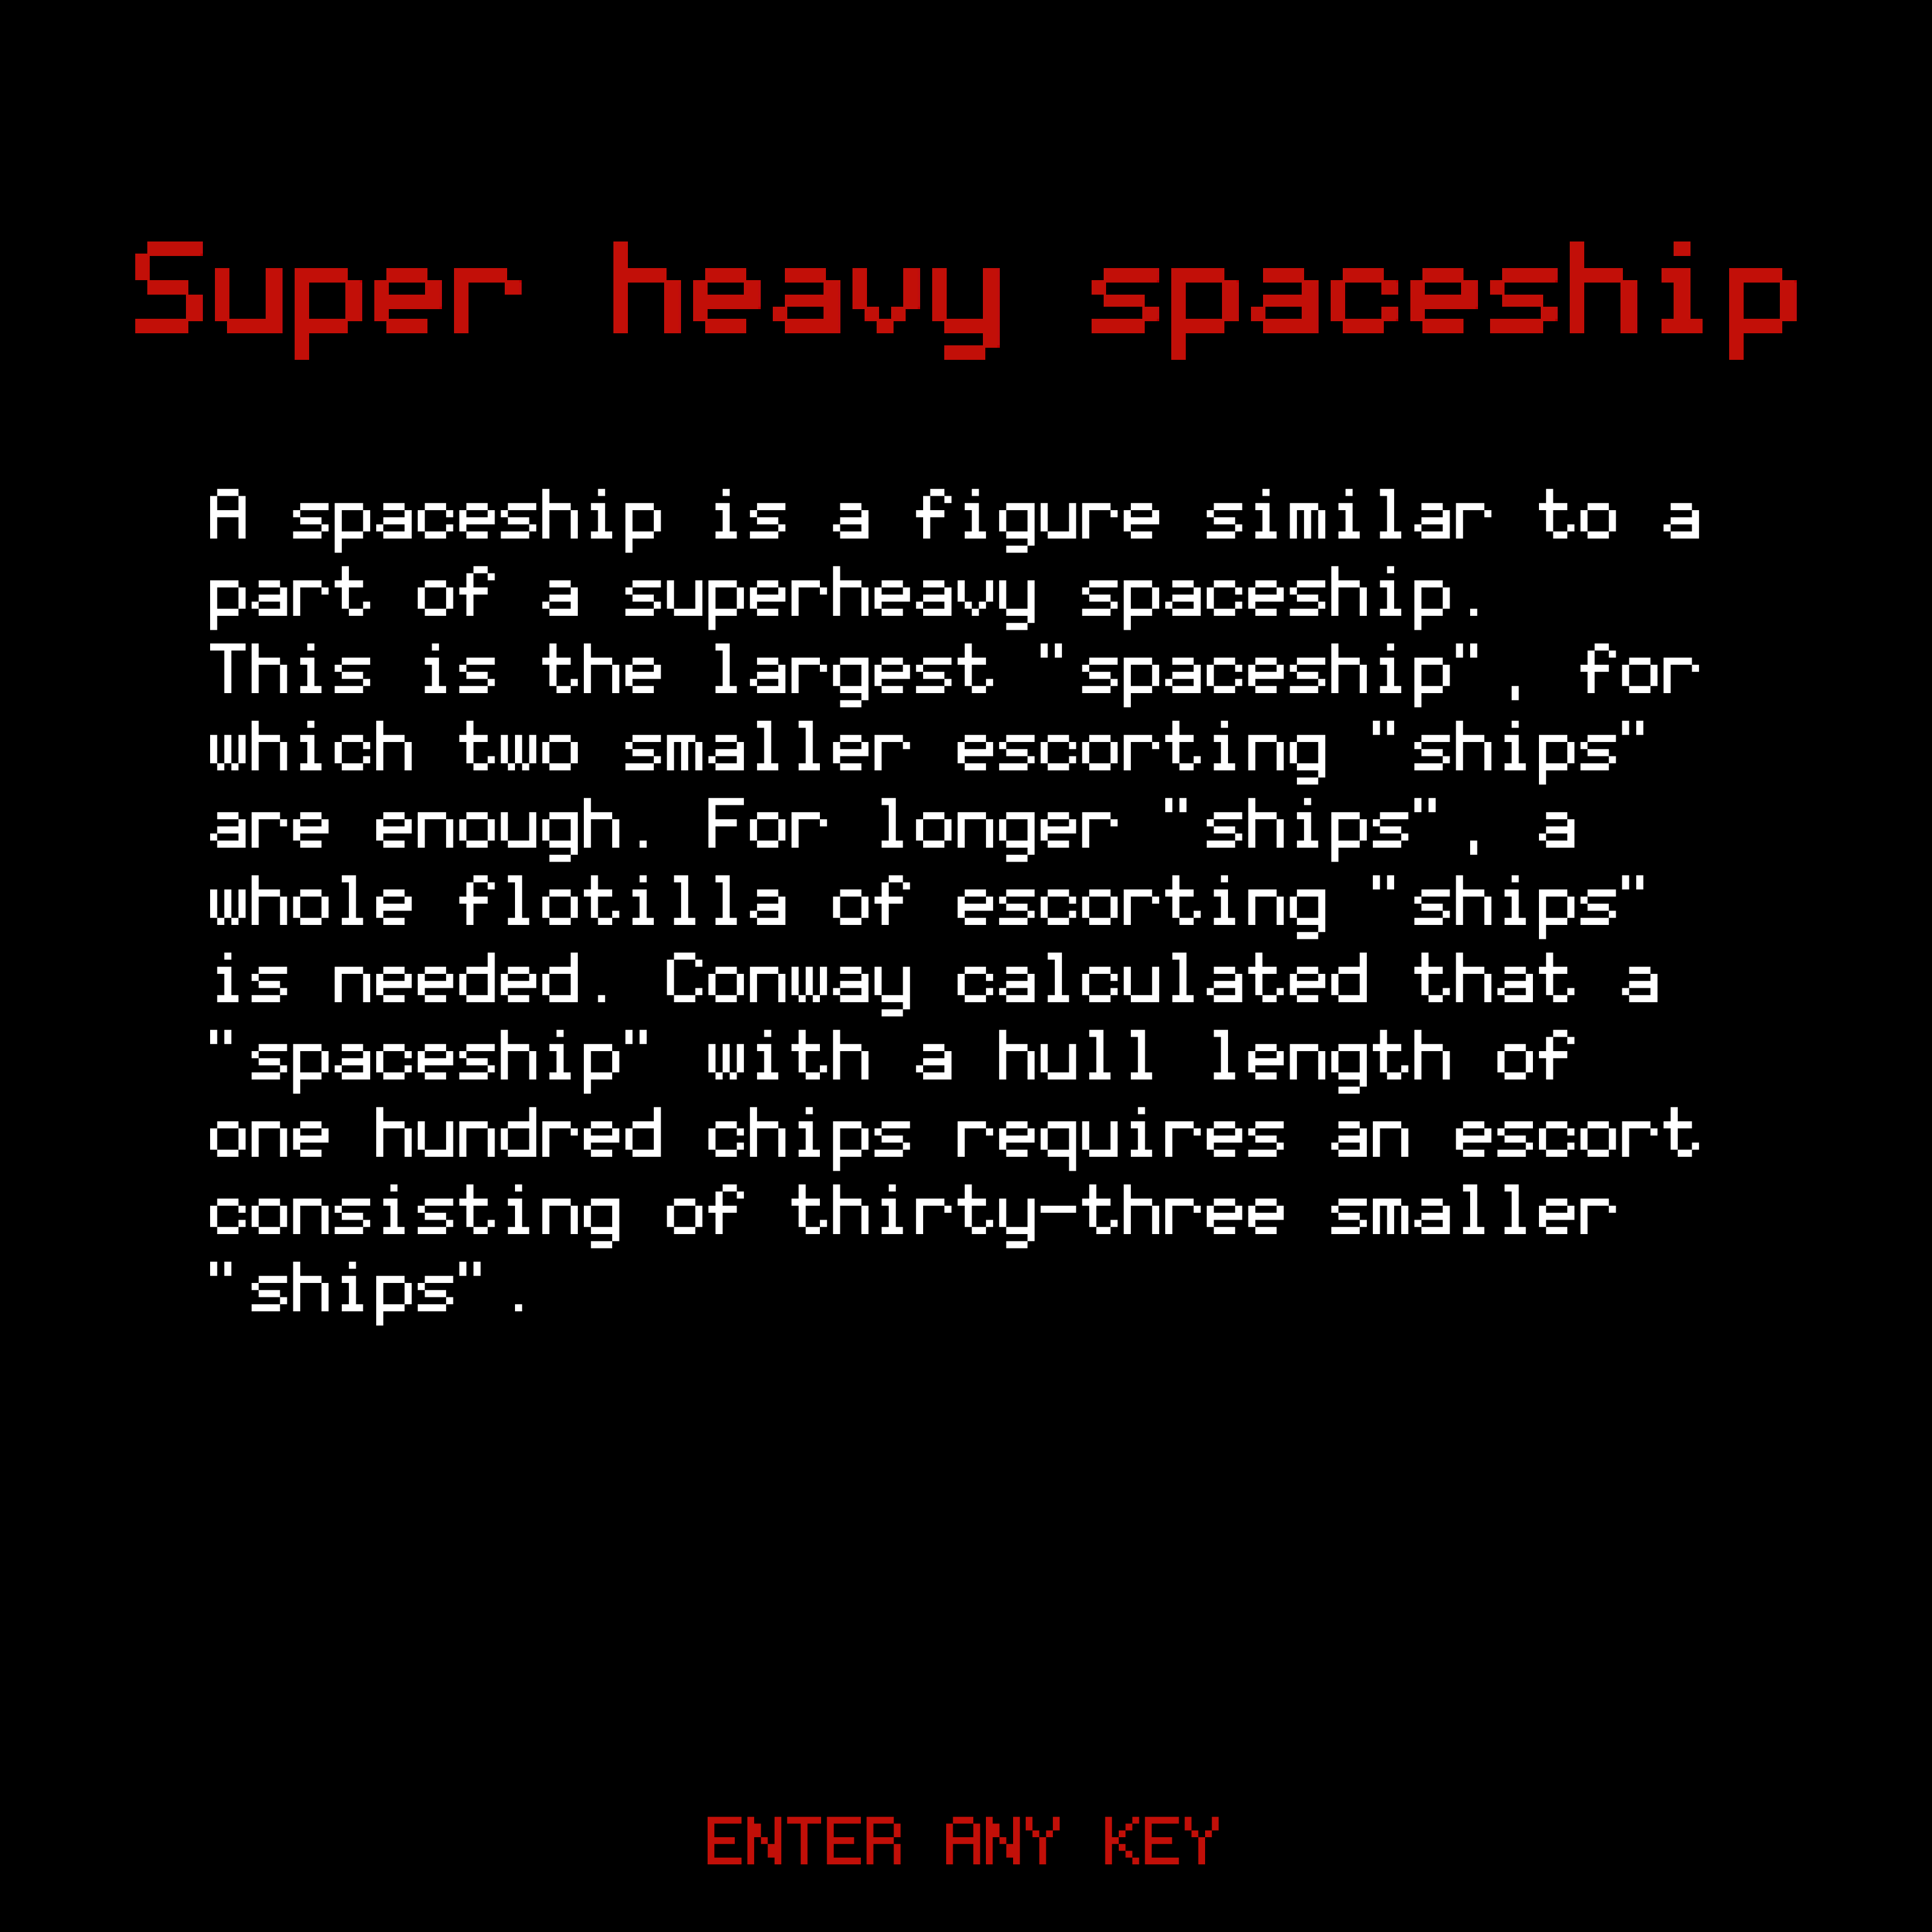 Super heavy spaceship
A spaceship is a figure similar to a
part of a superheavy spaceship.
This is the largest "spaceship", for
which two smaller escorting "ships"
are enough. For longer "ships", a
whole flotilla of escorting "ships"
is needed. Conway calculated that a
"spaceship" with a hull length of
one hundred chips requires an escort
consisting of thirty-three smaller
"ships".
ENTER ANY KEY